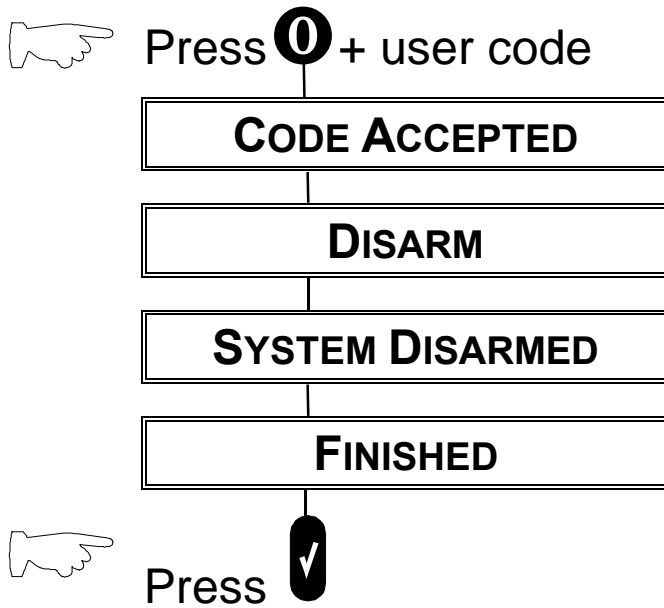 Press 0 + user code
CODE ACCEPTED
DISARM
SYSTEM DISARMED
FINISHED
Press √